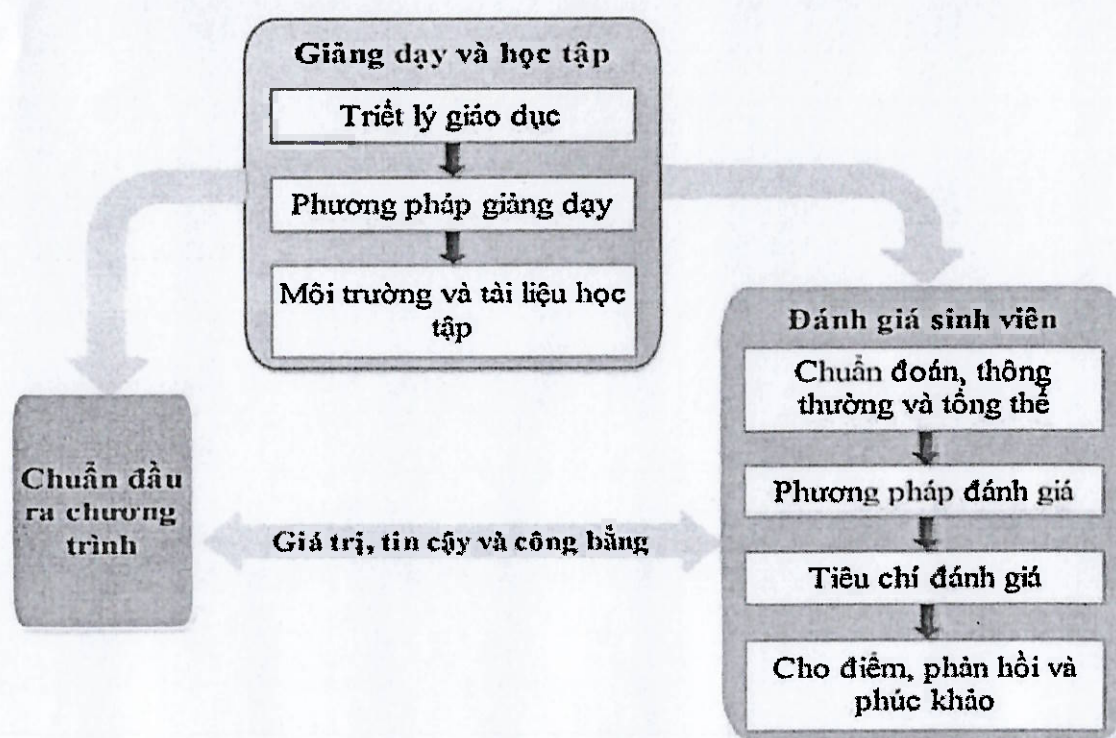 Giảng dạy và học tập
Triết lý giáo dục
Phương pháp giảng dạy
Môi trường và tài liệu học
tập
Đánh giá sinh viên
Chuẩn đoán, thông
thường và tổng thể
Phương pháp đánh giá
Tiêu chí đánh giá
Cho điểm, phản hồi và
phúc khảo
Chuẩn đầu
ra chương
trình
Giá trị, tin cậy và công bằng